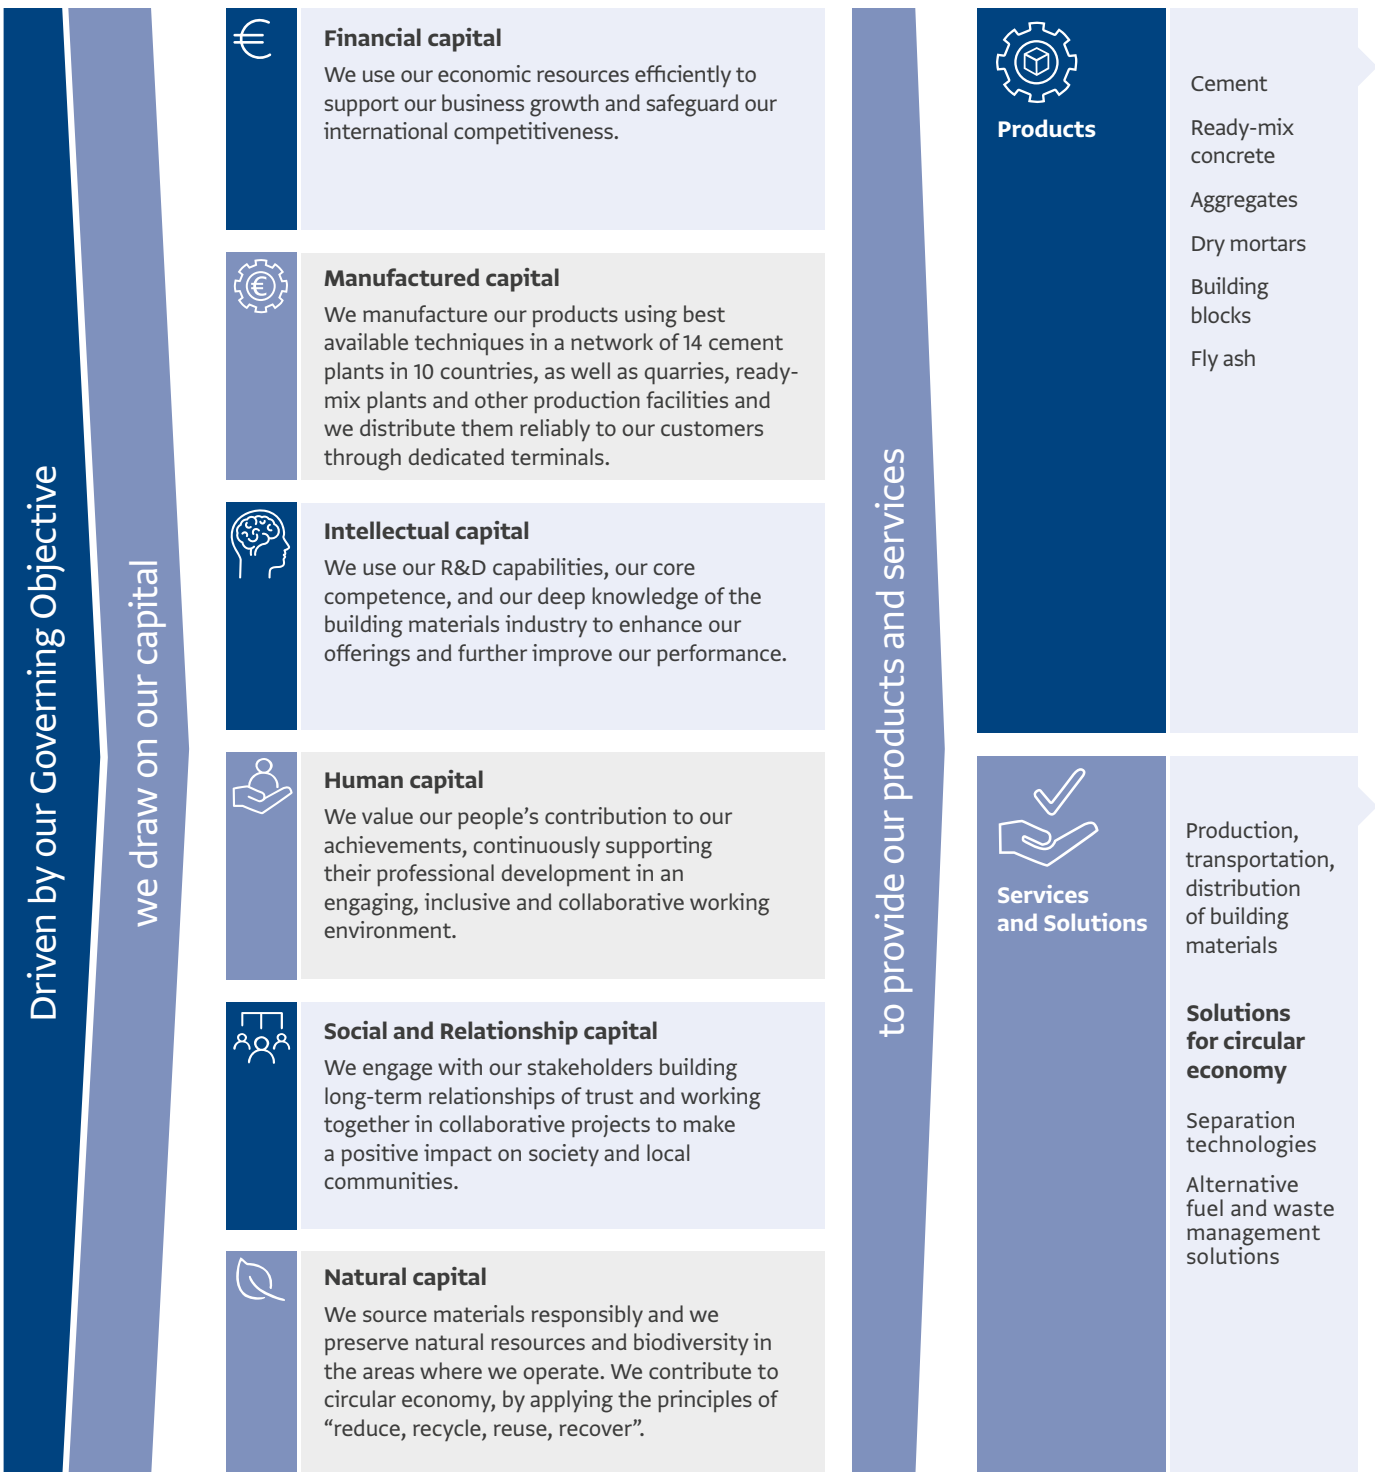 Driven by our Governing Objective
we draw on our capital
Financial capital
We use our economic resources efficiently to
support our business growth and safeguard our
international competitiveness.
Manufactured capital
We manufacture our products using best
available techniques in a network of 14 cement
plants in 10 countries, as well as quarries, ready-
mix plants and other production facilities and
we distribute them reliably to our customers
through dedicated terminals.
Intellectual capital
We use our R&D capabilities, our core
competence, and our deep knowledge of the
building materials industry to enhance our
offerings and further improve our performance.
Human capital
We value our people’s contribution to our
achievements, continuously supporting
their professional development in an
engaging, inclusive and collaborative working
environment.
Social and Relationship capital
We engage with our stakeholders building
long-term relationships of trust and working
together in collaborative projects to make
a positive impact on society and local
communities.
Natural capital
We source materials responsibly and we
preserve natural resources and biodiversity in
the areas where we operate. We contribute to
circular economy, by applying the principles of
“reduce, recycle, reuse, recover”.
to provide our products and services
Products
Cement
Ready-mix
concrete
Aggregates
Dry mortars
Building
blocks
Fly ash
Services
and Solutions
Production,
transportation,
distribution
of building
materials
Solutions
for circular
economy
Separation
technologies
Alternative
fuel and waste
management
solutions